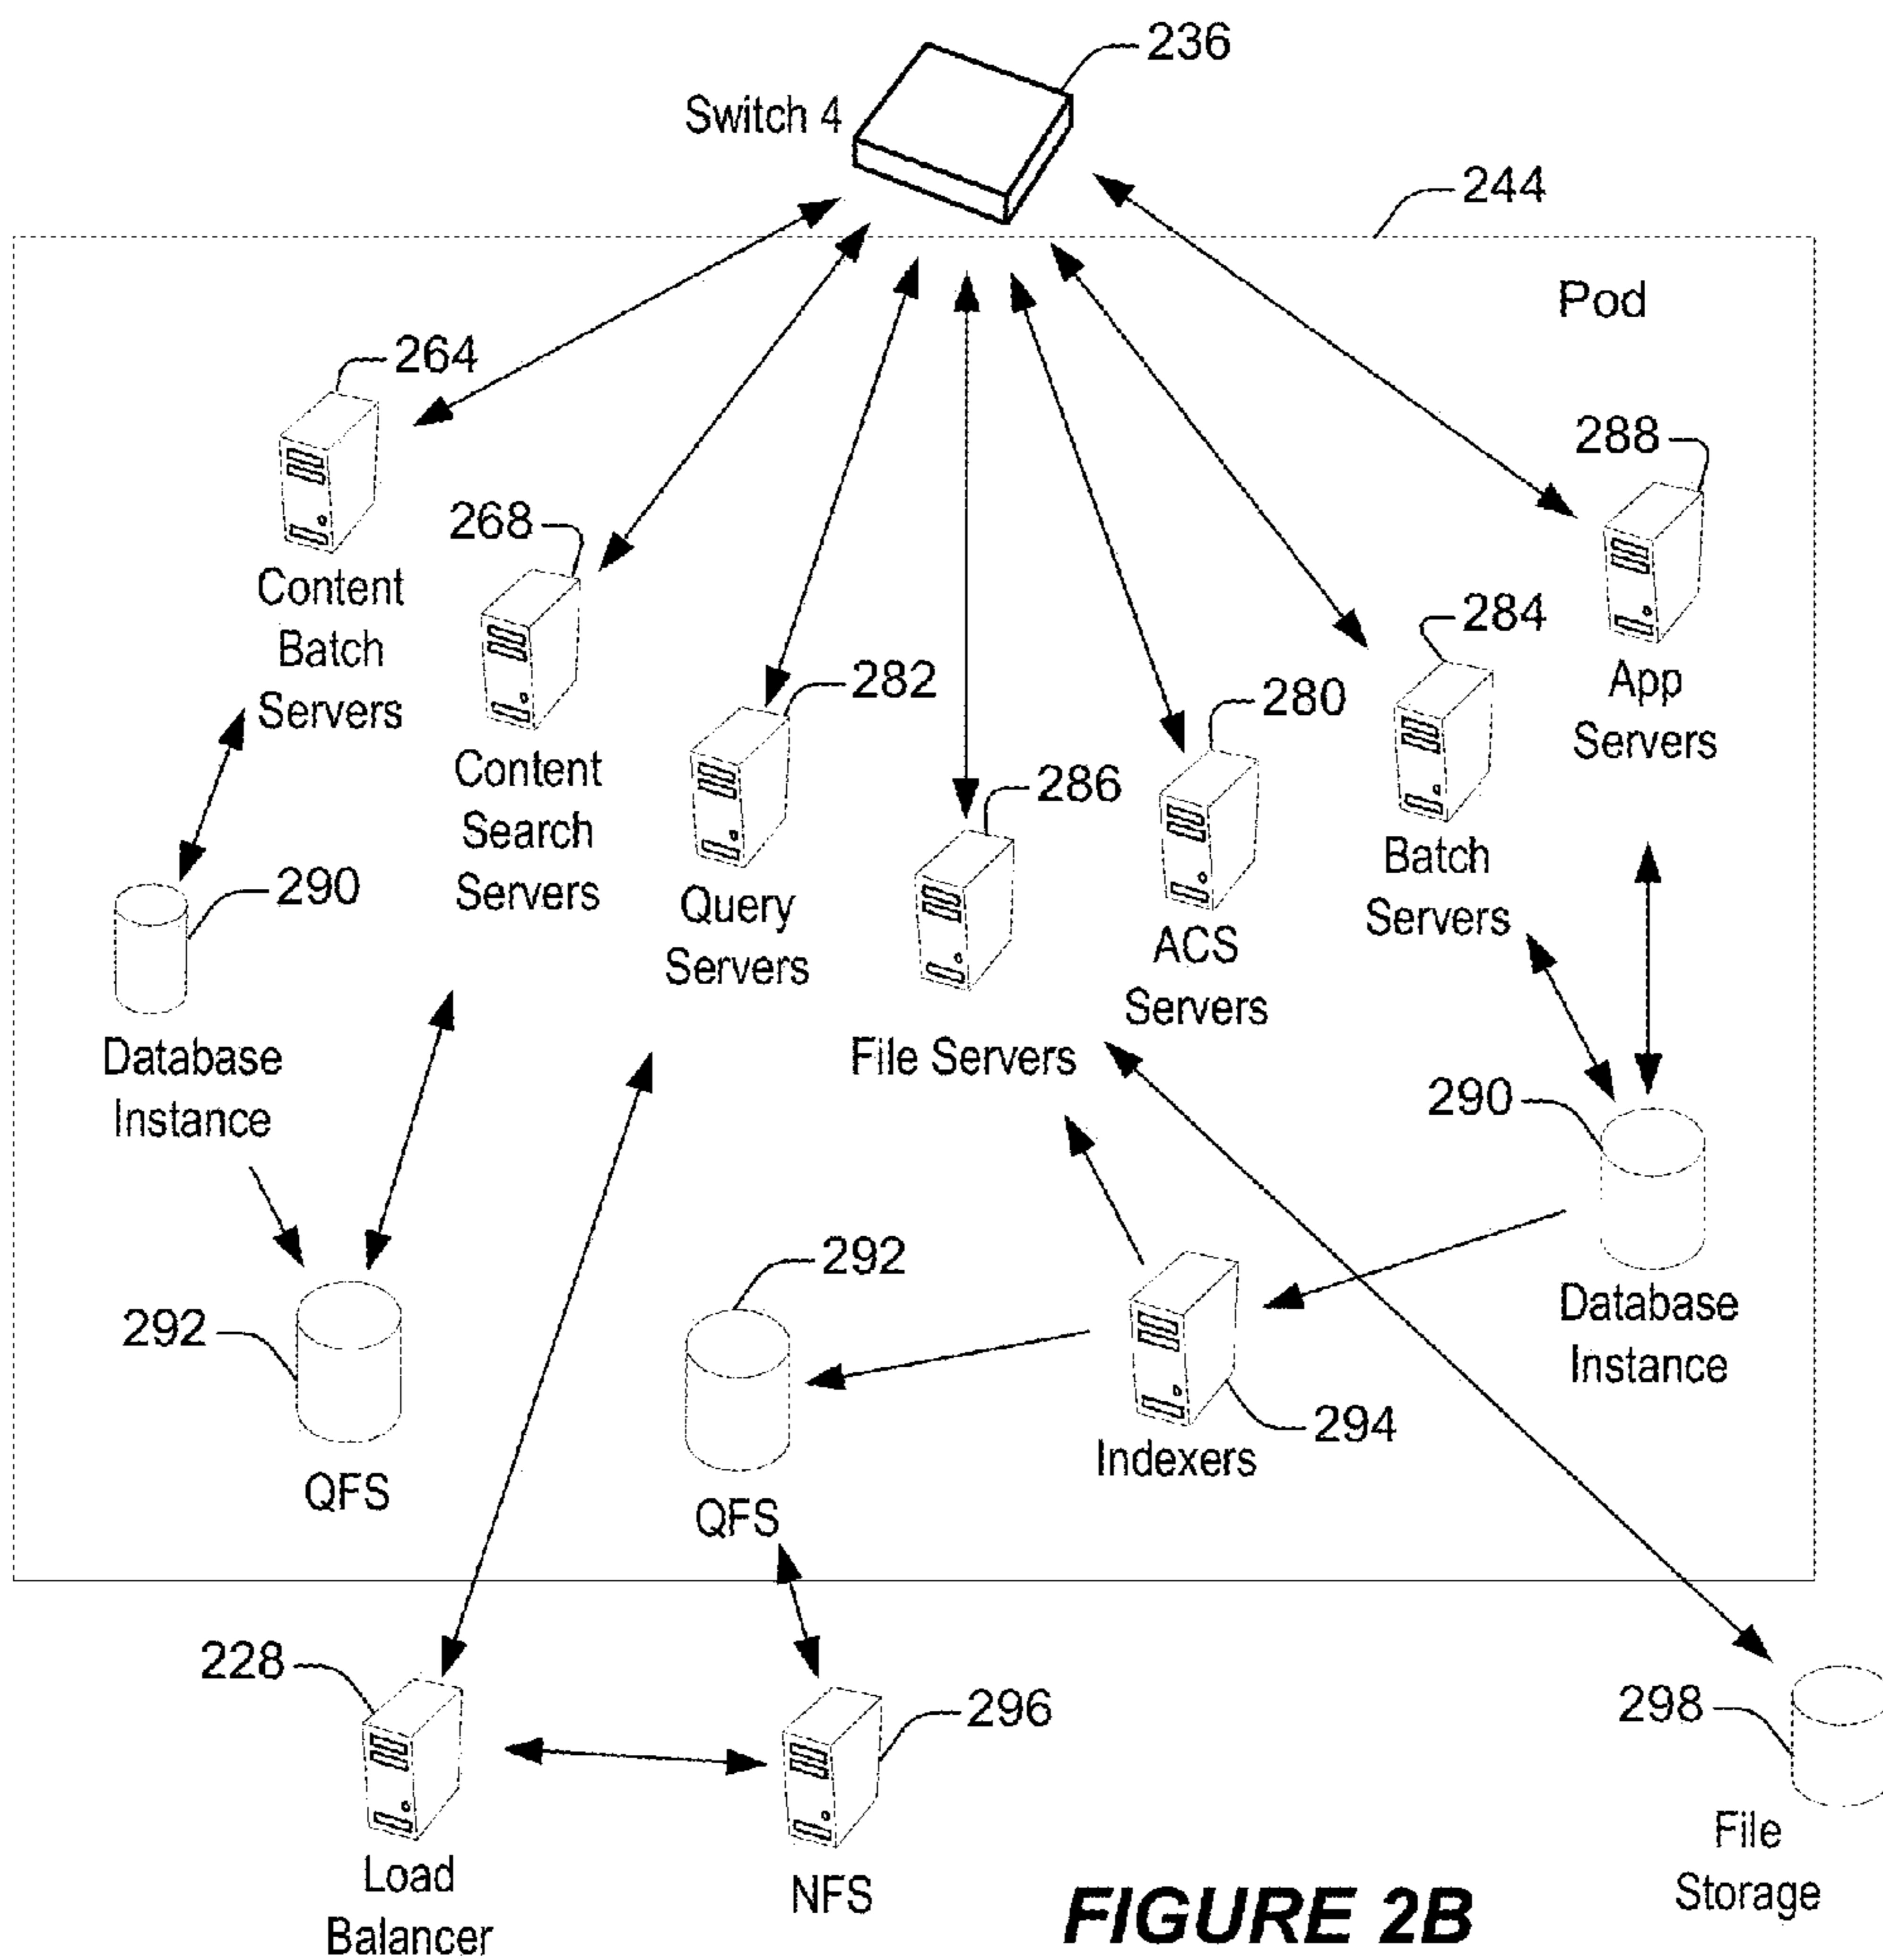 236
Switch 4
244
Pod
264
288
268
Content
Batch
Servers
284
282
280
App
Servers
Content
Search
Servers
286
Batch
Servers
290
Query
Servers
ACS
Servers
Database
Instance
File Servers
290
292
292
Database
Instance
294
Indexers
QFS
QFS
228
296
298
Load
Balancer
NFS
File
Storage
FIGURE 2B